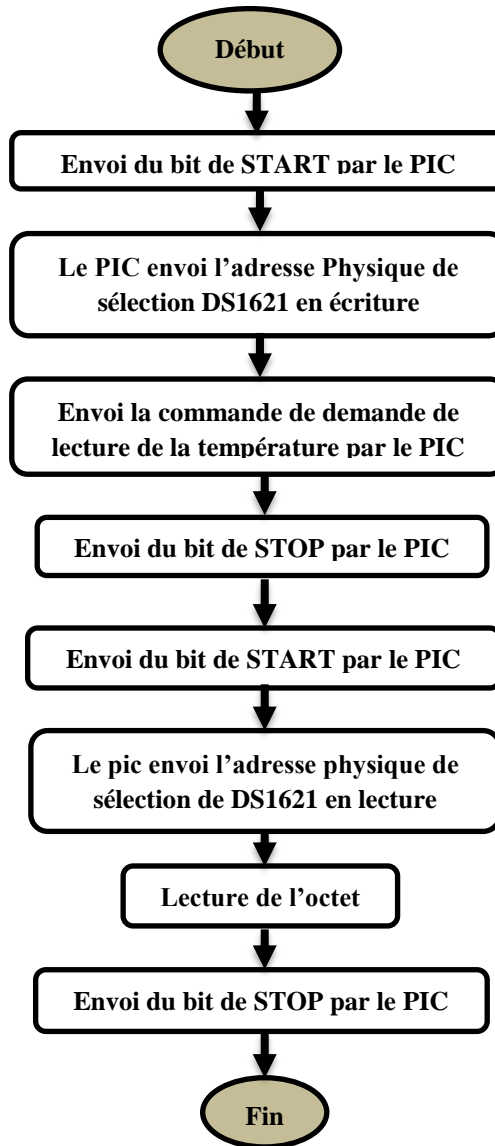 Début
Envoi du bit de START par le PIC
Le PIC envoi l’adresse Physique de
sélection DS1621 en écriture
Envoi la commande de demande de
lecture de la température par le PIC
Envoi du bit de STOP par le PIC
Envoi du bit de START par le PIC
Le pic envoi l’adresse physique de
sélection de DS1621 en lecture
Lecture de l’octet
Envoi du bit de STOP par le PIC
Fin